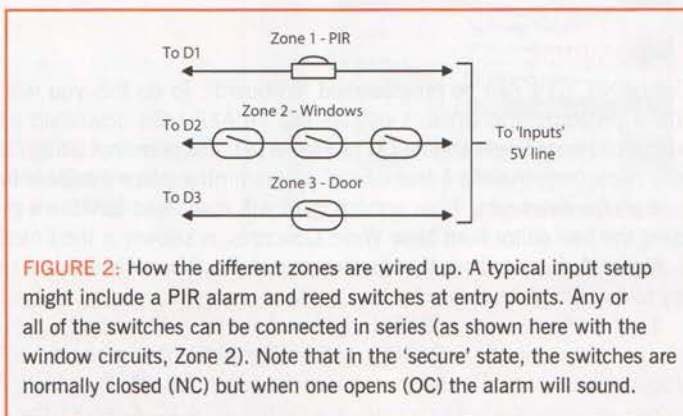 Zone 1 - PIR
To D1
Zone 2 - Windows
To D2
To 'Inputs'
5V line
Zone 3 - Door
To D3
FIGURE 2: How the different zones are wired up. A typical input setup
might include a PIR alarm and reed switches at entry points. Any or
all of the switches can be connected in series (as shown here with the
window circuits, Zone 2). Note that in the 'secure' state, the switches are
normally closed (NC) but when one opens (OC) the alarm will sound.